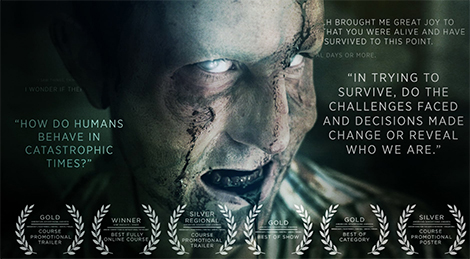 H BROUGHT ME GREAT JOY TO
THAT YOU WERE ALIVE AND HAVE
SURVIVED TO THIS POINT.
DAYS OR MORE,
I WONDER IF THE
“IN TRYING TO
SURVIVE, DO THE
CHALLENGES FACED
AND DECISIONS MADE
CHANGE OR REVEAL
WHO WE ARE.”
“HOW DO HUMANS
BEHAVE IN
CATASTROPHIC
TIMES?”
GOLD
COURSE
PROMOTIONAL
TRAILER
WINNER
BEST FULLY
ONLINE COURSE
SILVER
REGIONAL
COURSE
PROMOTIONAL
TRAILER
GOLD
BEST OF SHOW
GOLD
BEST OF
CATEGORY
SILVER
COURSE
PROMOTIONAL
POSTER